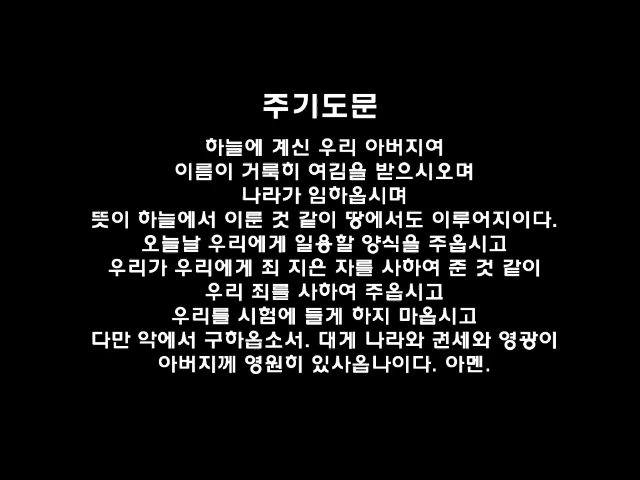 주기도문
하늘에 계신 우리 아버지여
이름이 거룩히 여김을 받으시오며
나라가 임하옵시며
뜻이 하늘에서 이룬 것 같이 땅에서도 이루어지이다.
오늘날 우리에게 일용할 양식을 주옵시고
우리가 우리에게 죄 지은 자를 사하여 준 것 같이
우리 죄를 사하여 주옵시고
우리를 시험에 들게 하지 마옵시고
다만 악에서 구하옵소서. 대게 나라와 권세와 영광이
아버지께 영원히 있사옵나이다. 아멘.